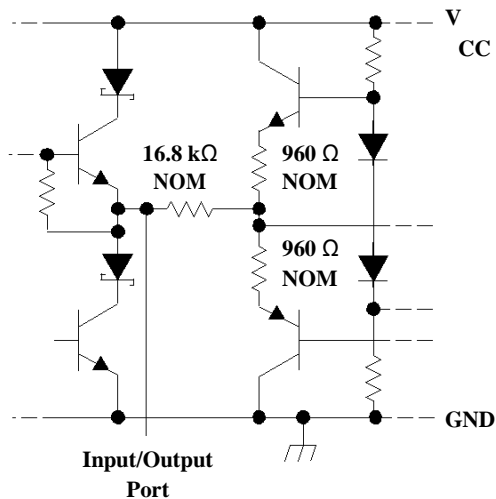 V
CC
16.8 kΩ
NOM
960 Ω
NOM
960 Ω
NOM
GND
Input/Output
Port